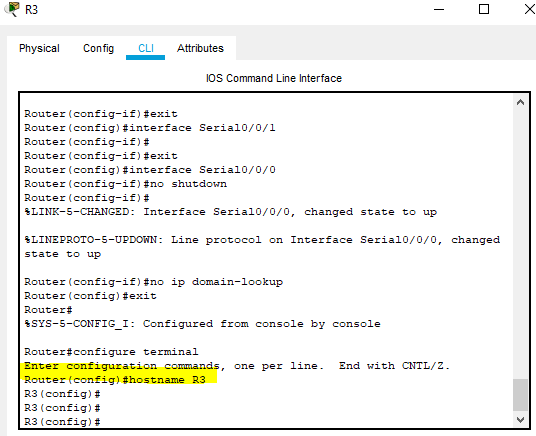 R3
Physical Config CLI Attributes
IOS Command Line Interface
Router(config-if)#exit
Router(config)#interface Serial0/0/1
Router(config-if)#
Router(config-if)#exit
Router(config)#interface Serial0/0/0
Router(config-if)#no shutdown
Router(config-if)#
%LINK-5-CHANGED: Interface Serial0/0/0, changed state to up
%LINEPROTO-5-UPDOWN: Line protocol on Interface Serial0/0/0, changed
state to up
Router(config-if)#no ip domain-lookup
Router(config)#exit
Router#
%SYS-5-CONFIG_I: Configured from console by console
Router#configure terminal
Enter configuration commands, one per line.  End with CNTL/Z.
Router(config)#hostname R3
R3(config)#
R3(config)#
R3(config)#